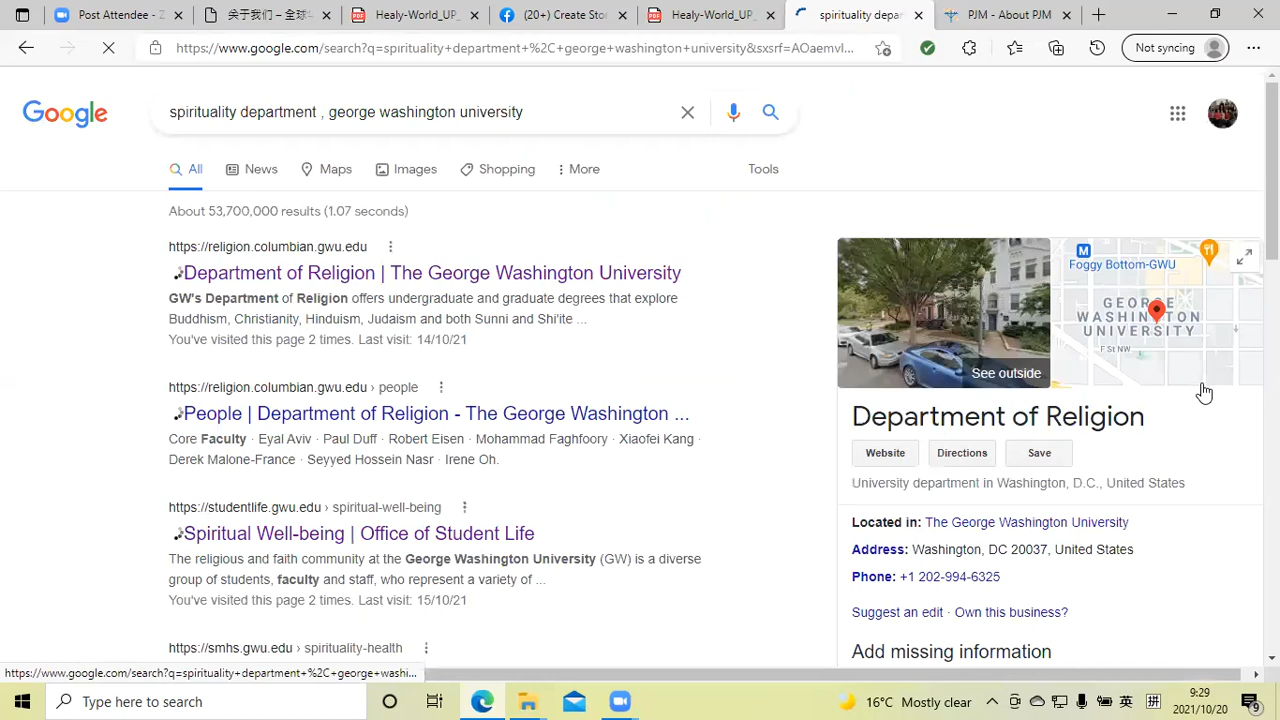 Post Attendee - Z
关于我们 – 全球华
Healy-World_UP_
(20+) Create Sto
Healy-World_UP_
spirituality depar
PJM - About PJM
https://www.google.com/search?q=spirituality+department+%2C+george+washington+university&sxsrf=AOaemvI...
Not syncing
Google
spirituality department , george washington university
All
News
Maps
Images
Shopping
More
Tools
About 53,700,000 results (1.07 seconds)
https://religion.columbian.gwu.edu
Department of Religion | The George Washington University
GW's Department of Religion offers undergraduate and graduate degrees that explore
Buddhism, Christianity, Hinduism, Judaism and both Sunni and Shi'ite ...
You've visited this page 2 times. Last visit: 14/10/21
https://religion.columbian.gwu.edu › people
People | Department of Religion - The George Washington ...
Core Faculty · Eyal Aviv · Paul Duff · Robert Eisen · Mohammad Faghfoory · Xiaofei Kang ·
Derek Malone-France · Seyyed Hossein Nasr · Irene Oh.
https://studentlife.gwu.edu › spiritual-well-being
Spiritual Well-being | Office of Student Life
The religious and faith community at the George Washington University (GW) is a diverse
group of students, faculty and staff, who represent a variety of ...
You've visited this page 2 times. Last visit: 15/10/21
https://smhs.gwu.edu › spirituality-health
M
Foggy Bottom-GWU
GEORGE
WASHINGTON
UNIVERSITY
F St NW
See outside
Department of Religion
Website
Directions
Save
University department in Washington, D.C., United States
Located in: The George Washington University
Address: Washington, DC 20037, United States
Phone: +1 202-994-6325
Suggest an edit · Own this business?
Add missing information
https://www.google.com/search?q=spirituality+department+%2C+george+washi...
Type here to search
16°C Mostly clear
英
拼
9:29
2021/10/20
9